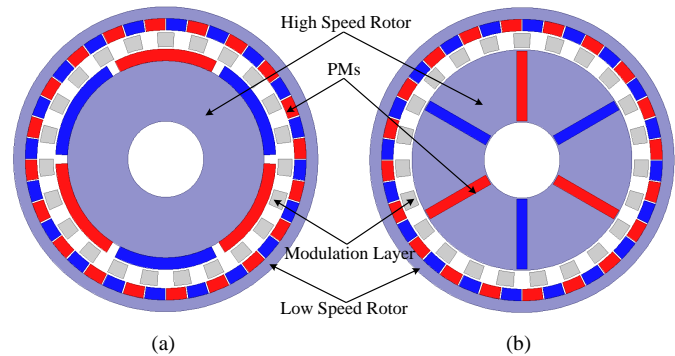 High Speed Rotor
PMs
Modulation Layer
Low Speed Rotor
(a)
(b)